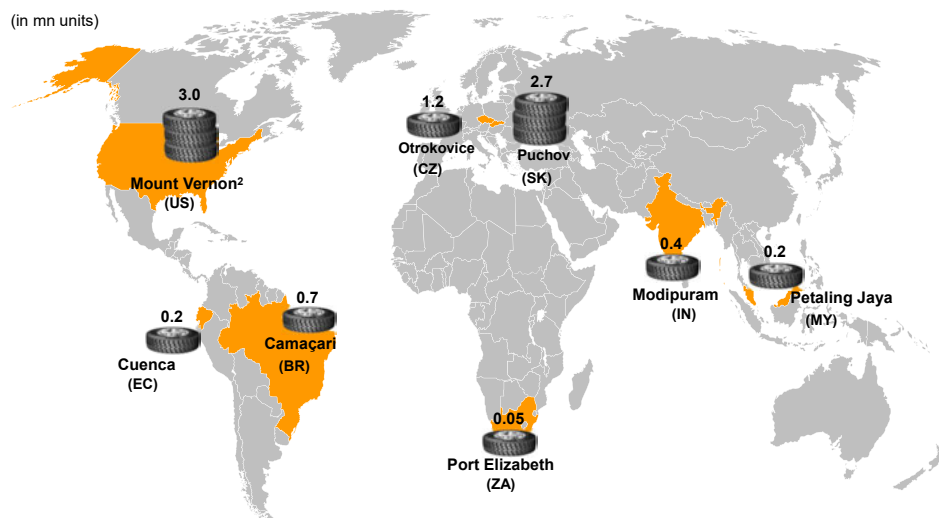 (in mn units)
3.0
Mount Vernon²
(US)
1.2
Otrokovice
(CZ)
2.7
Puchov
(SK)
0.4
Modipuram
(IN)
0.2
Petaling Jaya
(MY)
0.2
Cuenca
(EC)
0.7
Camaçari
(BR)
0.05
Port Elizabeth
(ZA)